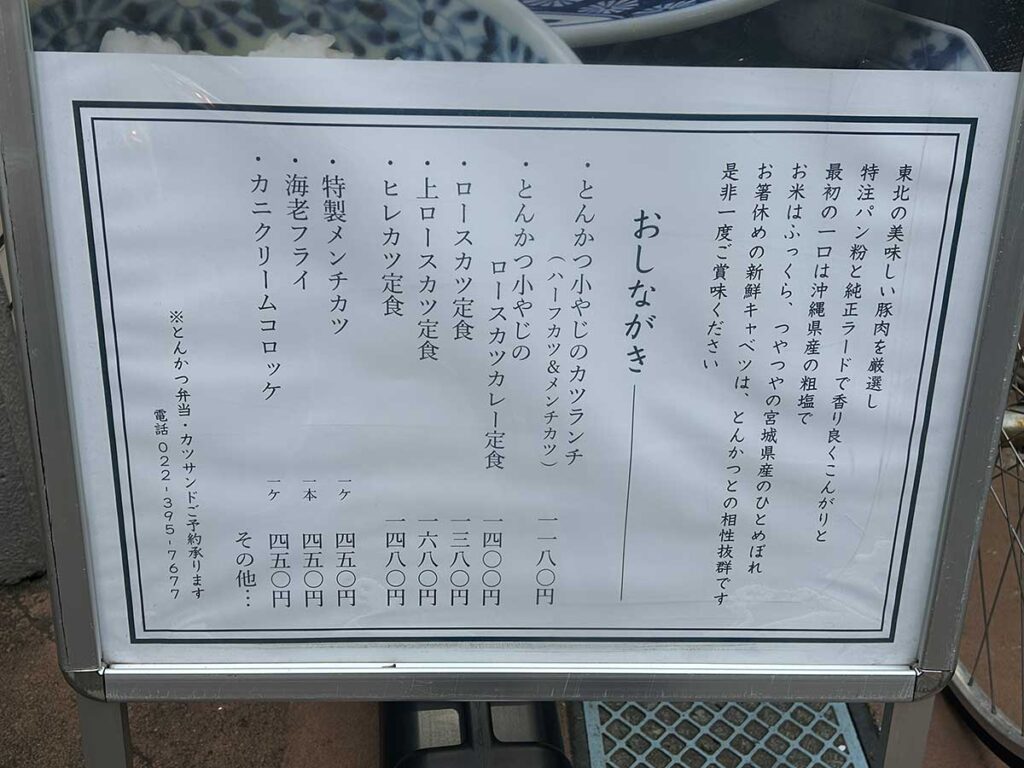 東北の美味しい豚肉を厳選し
特注パン粉と純正ラードで香り良くこんがりと
最初の一口は沖縄県産の粗塩で
お米はふっくら、つやつやの宮城県産のひとめぼれ
お箸休めの新鮮キャベツは、とんかつとの相性抜群です
是非一度ご賞味ください
おしながき
・とんかつ小やじのカツランチ
（ハーフカツ&メンチカツ） 一一八〇円
・とんかつ小やじの
ロースカツカレー定食 一四〇〇円
・ロースカツ定食 一三八〇円
・上ロースカツ定食 一六八〇円
・ヒレカツ定食 一四八〇円
・特製メンチカツ 一ケ 四五〇円
・海老フライ 一本 四五〇円
・カニクリームコロッケ 一ケ 四五〇円
その他…
※とんかつ弁当・カツサンドご予約承ります
電話 022-395-7677